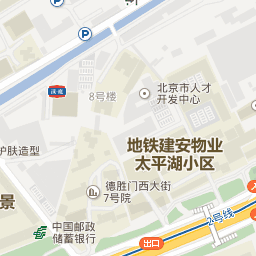 北京市人才
开发中心
8号楼
护肤造型
地铁建安物业
太平湖小区
德胜门西大街
7号院
景
中国邮政
储蓄银行
2号线
出口